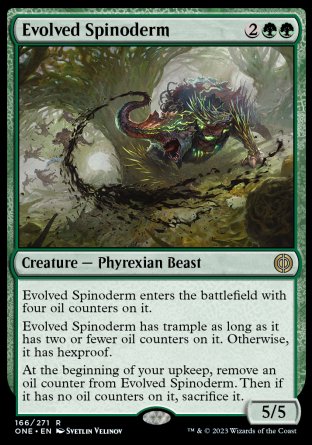 Evolved Spinoderm 2
Creature — Phyrexian Beast
Evolved Spinoderm enters the battlefield with
four oil counters on it.
Evolved Spinoderm has trample as long as it
has two or fewer oil counters on it. Otherwise,
it has hexproof.
At the beginning of your upkeep, remove an
oil counter from Evolved Spinoderm. Then if
it has no oil counters on it, sacrifice it.
5/5
166/271 R
ONE • EN Svetlin Velinov
™ & © 2023 Wizards of the Coast